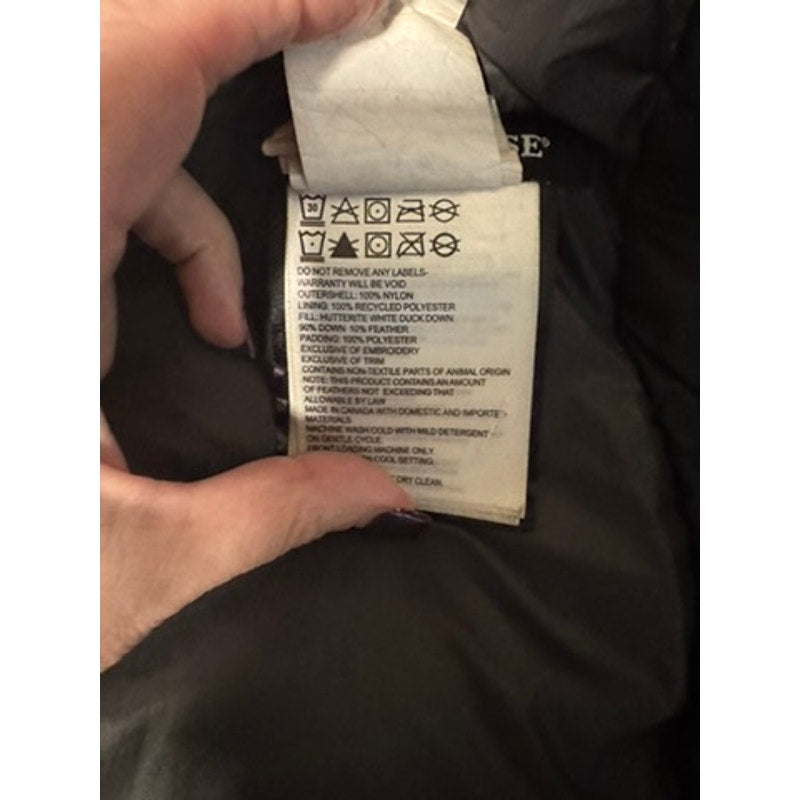 SE®
30
DO NOT REMOVE ANY LABELS-
WARRANTY WILL BE VOID
OUTERSHELL: 100% NYLON
LINING: 100% RECYCLED POLYESTER
FILL: HUTTERITE WHITE DUCK DOWN
90% DOWN 10% FEATHER
PADDING: 100% POLYESTER
EXCLUSIVE OF EMBROIDERY
EXCLUSIVE OF TRIM
CONTAINS NON-TEXTILE PARTS OF ANIMAL ORIGIN
NOTE: THIS PRODUCT CONTAINS AN AMOUNT
OF FEATHERS NOT EXCEEDING THAT
ALLOWABLE BY LAW
MADE IN CANADA WITH DOMESTIC AND IMPORTE
MATERIALS
MACHINE WASH COLD WITH MILD DETERGENT
ON GENTLE CYCLE.
FRONT LOADING MACHINE ONLY.
ON COOL SETTING.
DRY CLEAN.